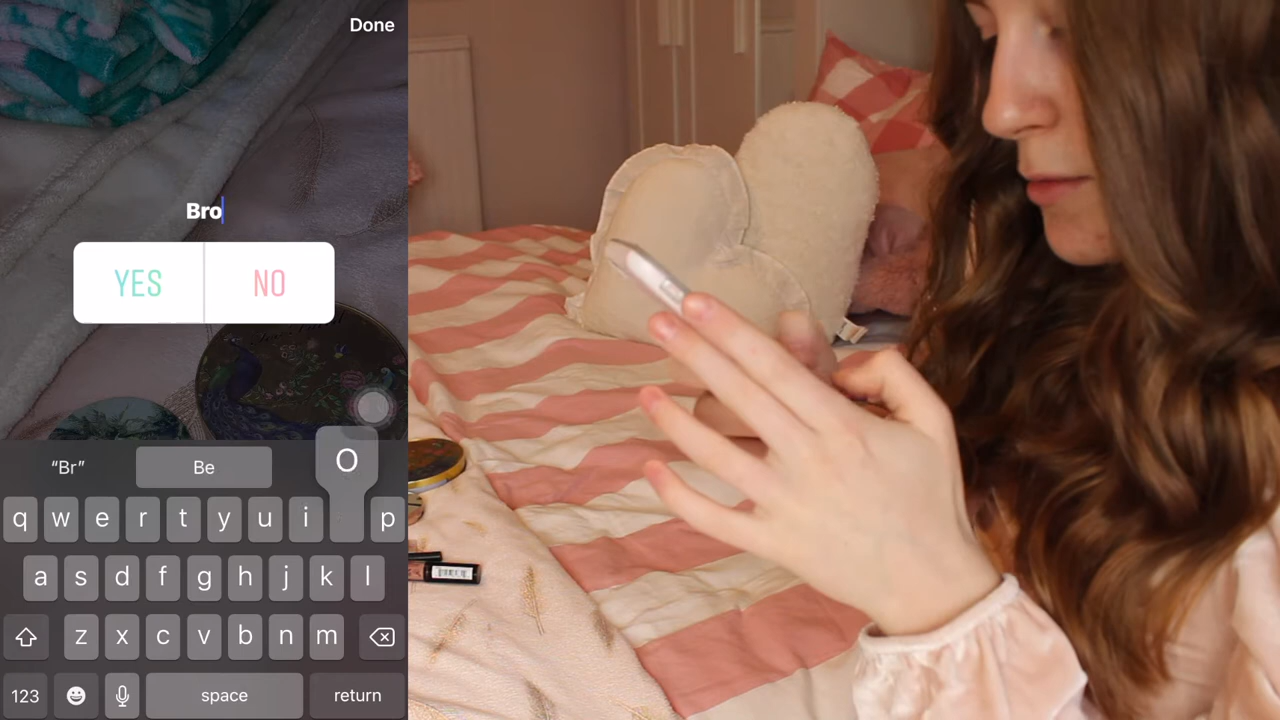 Done
Bro
YES
NO
“Br”
Be
O
q w e r t y u i p
a s d f g h j k l
z x c v b n m
123
space
return